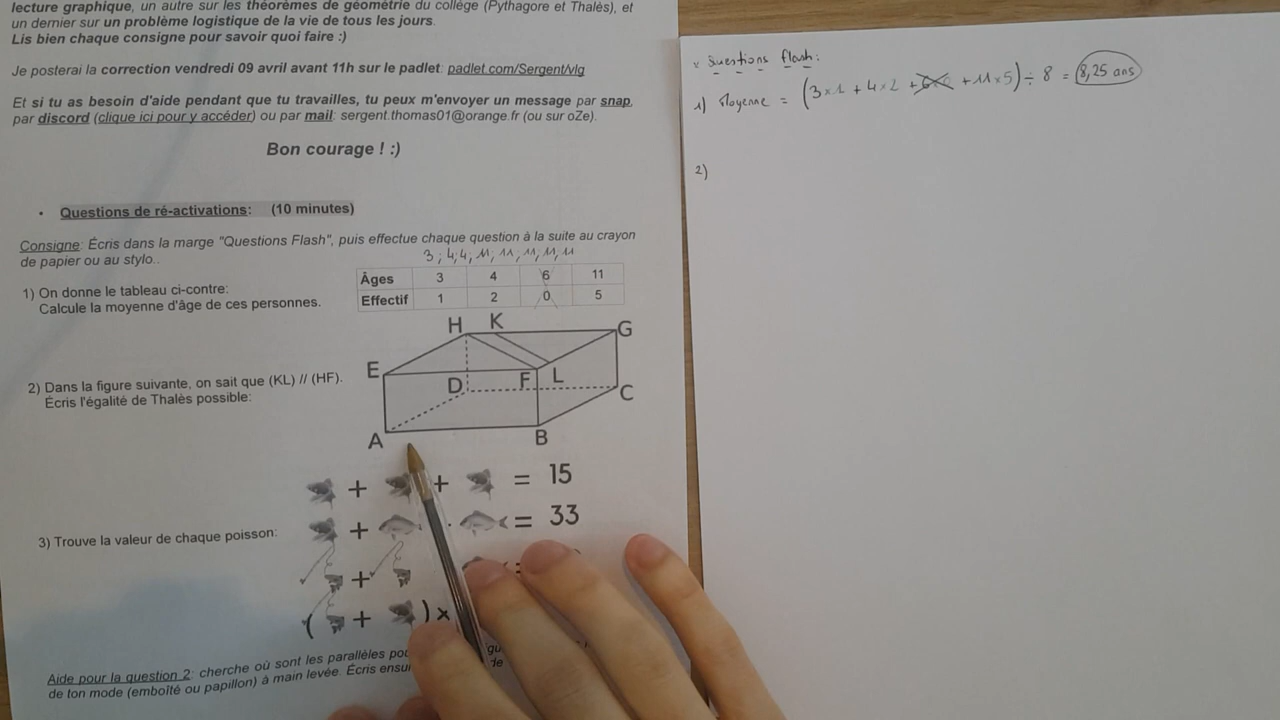 lecture graphique, un autre sur les théorèmes de géométrie du collège (Pythagore et Thalès), et
un dernier sur un problème logistique de la vie de tous les jours.
Lis bien chaque consigne pour savoir quoi faire :)
Je posterai la correction vendredi 09 avril avant 11h sur le padlet: padlet.com/Sergent/vlg
Et si tu as besoin d'aide pendant que tu travailles, tu peux m'envoyer un message par snap,
par discord (clique ici pour y accéder) ou par mail: sergent.thomas01@orange.fr (ou sur oZe).
Bon courage ! :)
• Questions de ré-activations: (10 minutes)
Consigne: Écris dans la marge "Questions Flash", puis effectue chaque question à la suite au crayon
de papier ou au stylo..
3 ; 4; 4, 11; 11, 11, 11, 11
1) On donne le tableau ci-contre:
Calcule la moyenne d'âge de ces personnes.
Âges 3 4 6 11
Effectif 1 2 0 5
2) Dans la figure suivante, on sait que (KL) // (HF).
Écris l'égalité de Thalès possible:
H K G
E D F L C
A B
3) Trouve la valeur de chaque poisson:
+ + = 15
+ = 33
+
( + ) ×
Aide pour la question 2: cherche où sont les parallèles
de ton mode (emboîté ou papillon) à main levée. Écris
× Questions flash:
1) Moyenne = (3×1 + 4×2 + 6×0 + 11×5) ÷ 8 = 8,25 ans
2)